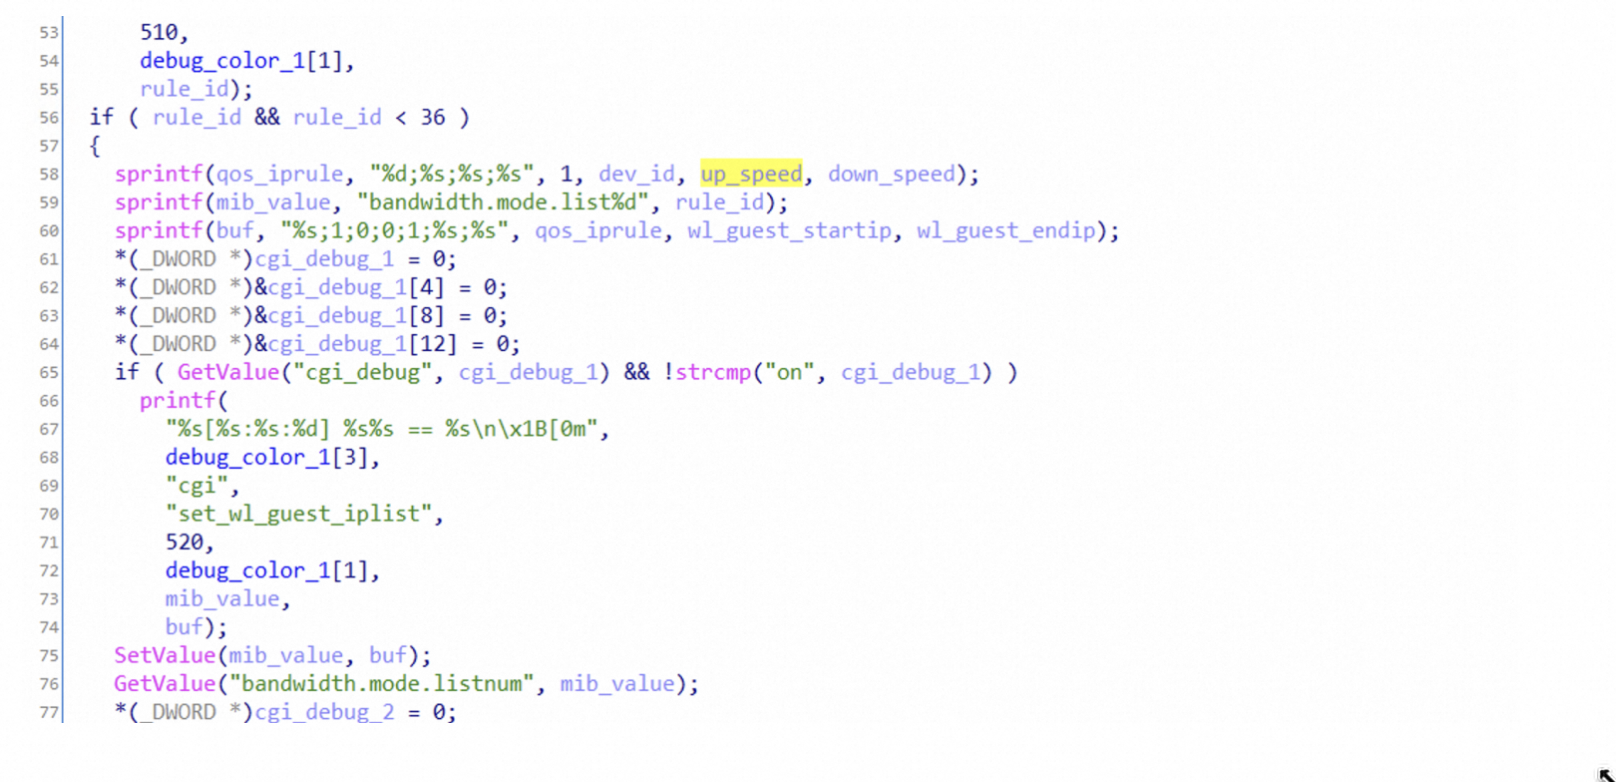 53 510,
54 debug_color_1[1],
55 rule_id);
56 if ( rule_id && rule_id < 36 )
57 {
58 sprintf(qos_iprule, "%d;%s;%s;%s", 1, dev_id, up_speed, down_speed);
59 sprintf(mib_value, "bandwidth.mode.list%d", rule_id);
60 sprintf(buf, "%s;1;0;0;1;%s;%s", qos_iprule, wl_guest_startip, wl_guest_endip);
61 *(_DWORD *)cgi_debug_1 = 0;
62 *(_DWORD *)&cgi_debug_1[4] = 0;
63 *(_DWORD *)&cgi_debug_1[8] = 0;
64 *(_DWORD *)&cgi_debug_1[12] = 0;
65 if ( GetValue("cgi_debug", cgi_debug_1) && !strcmp("on", cgi_debug_1) )
66 printf(
67 "%s[%s:%s:%d] %s%s == %s\n\x1B[0m",
68 debug_color_1[3],
69 "cgi",
70 "set_wl_guest_iplist",
71 520,
72 debug_color_1[1],
73 mib_value,
74 buf);
75 SetValue(mib_value, buf);
76 GetValue("bandwidth.mode.listnum", mib_value);
77 *(_DWORD *)cgi_debug_2 = 0;